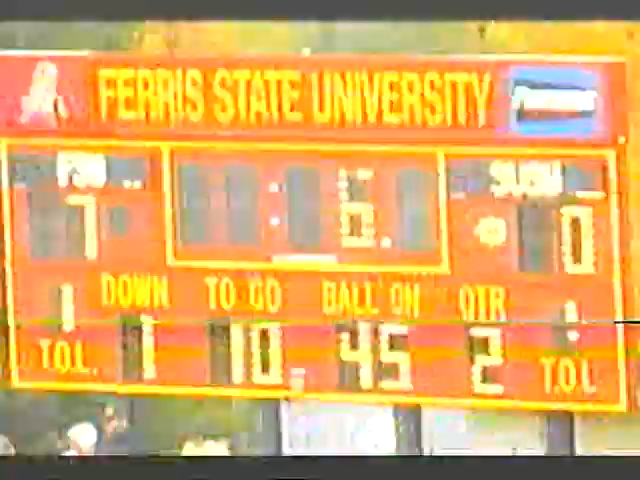 FERRIS STATE UNIVERSITY
FSU : 6. SVSU
7 0
DOWN TO GO BALL ON QTR
1 1 10 45 2 1
T.O.L. T.O.L